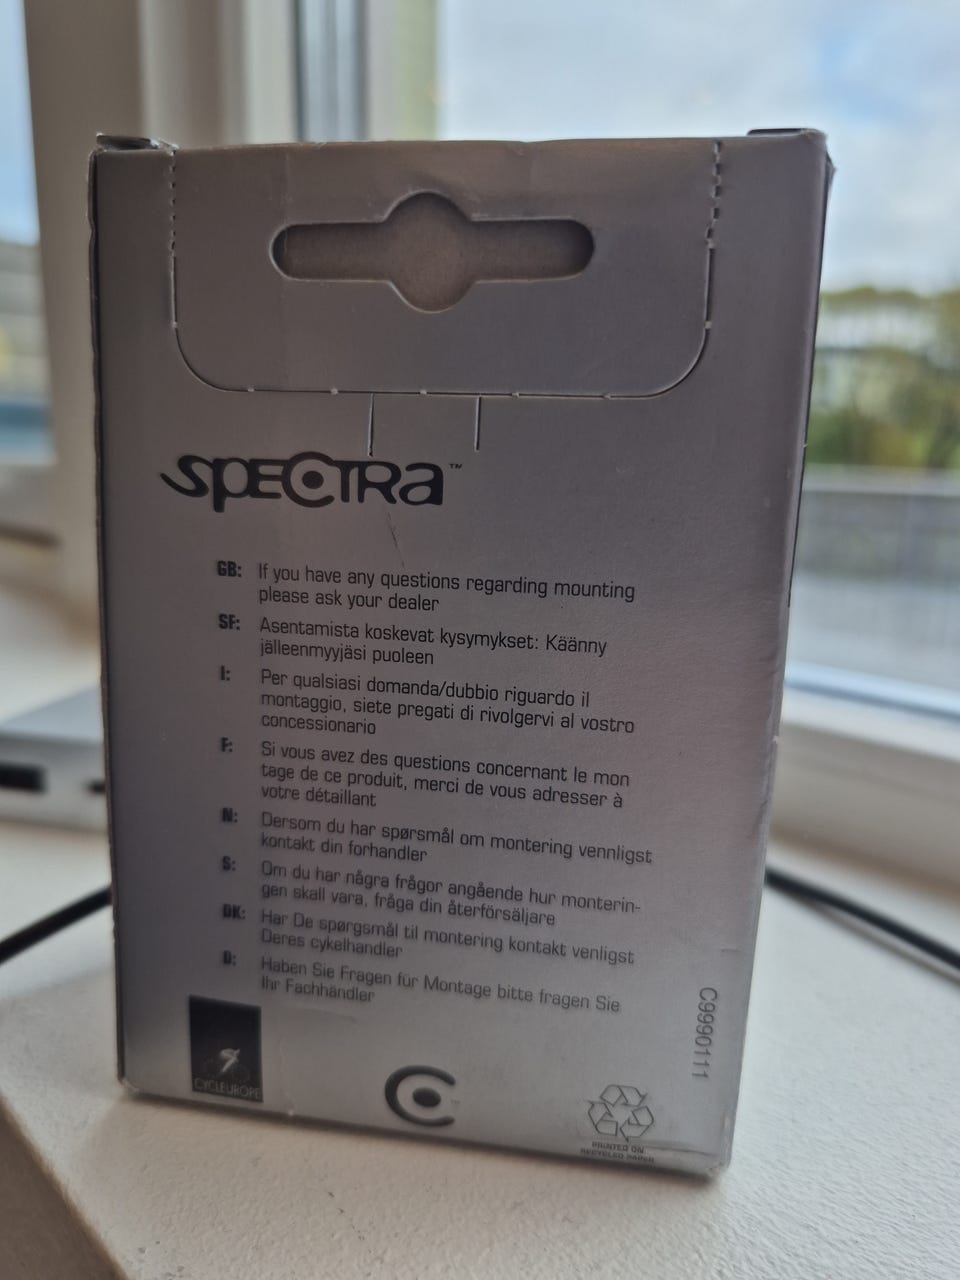 SPECTRA™
GB: If you have any questions regarding mounting
please ask your dealer
SF: Asentamista koskevat kysymykset: Käänny
jälleenmyyjäsi puoleen
I: Per qualsiasi domanda/dubbio riguardo il
montaggio, siete pregati di rivolgervi al vostro
concessionario
F: Si vous avez des questions concernant le mon
tage de ce produit, merci de vous adresser à
votre détaillant
N: Dersom du har spørsmål om montering vennligst
kontakt din forhandler
S: Om du har några frågor angående hur monterin-
gen skall vara, fråga din återförsäljare
DK: Har De spørgsmål til montering kontakt venligst
Deres cykelhandler
D: Haben Sie Fragen für Montage bitte fragen Sie
Ihr Fachhändler
C9990111
CYCLEUROPE
C™
PRINTED ON
RECYCLED PAPER